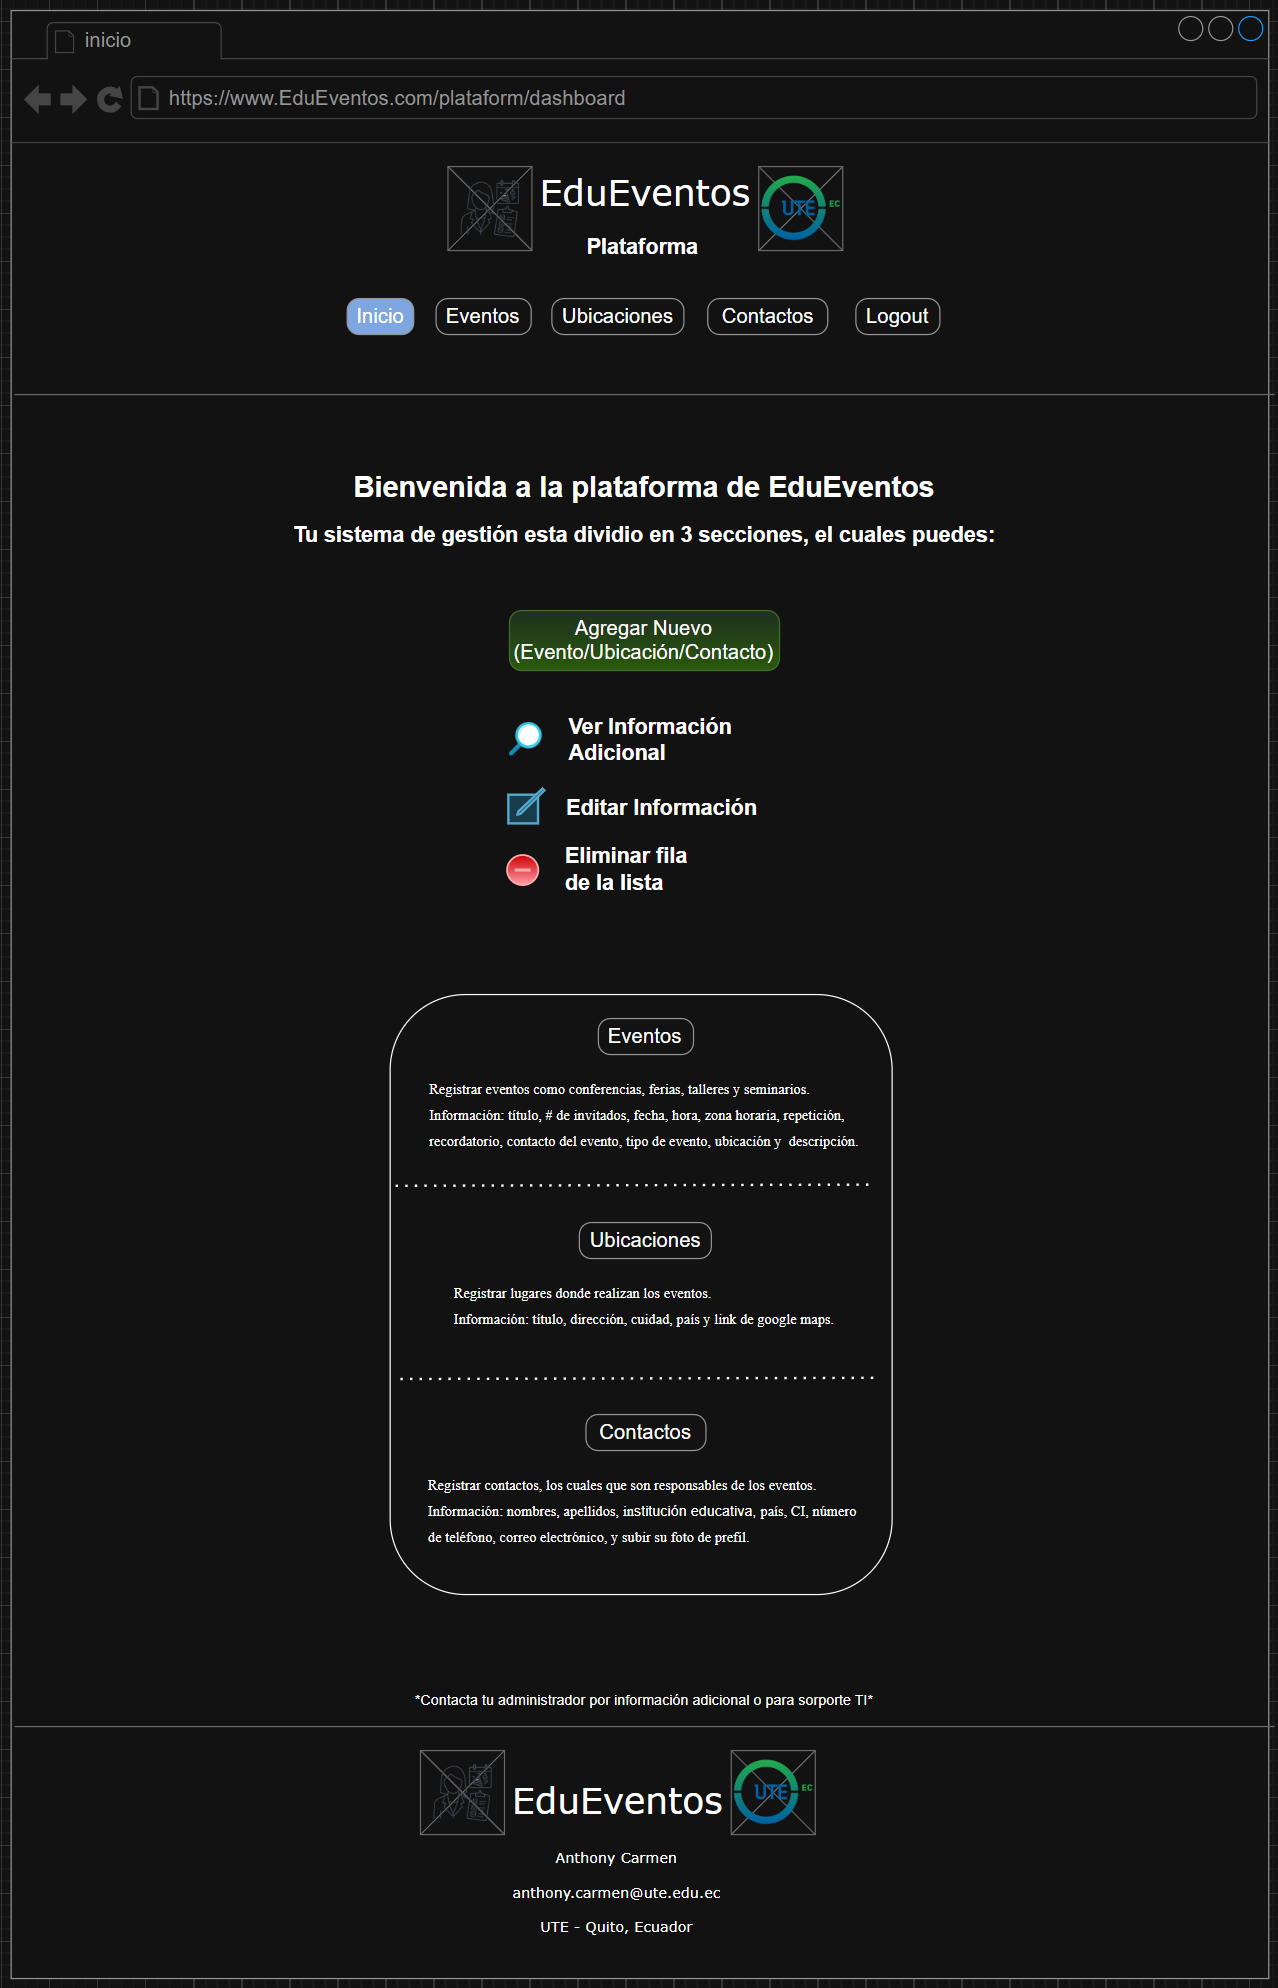 inicio
https://www.EduEventos.com/plataform/dashboard
EduEventos
UTE EC
Plataforma
Inicio Eventos Ubicaciones Contactos Logout
Bienvenida a la plataforma de EduEventos
Tu sistema de gestión esta dividio en 3 secciones, el cuales puedes:
Agregar Nuevo
(Evento/Ubicación/Contacto)
Ver Información
Adicional
Editar Información
Eliminar fila
de la lista
Eventos
Registrar eventos como conferencias, ferias, talleres y seminarios.
Información: título, # de invitados, fecha, hora, zona horaria, repetición,
recordatorio, contacto del evento, tipo de evento, ubicación y descripción.
Ubicaciones
Registrar lugares donde realizan los eventos.
Información: título, dirección, cuidad, país y link de google maps.
Contactos
Registrar contactos, los cuales que son responsables de los eventos.
Información: nombres, apellidos, institución educativa, país, CI, número
de teléfono, correo electrónico, y subir su foto de prefil.
*Contacta tu administrador por información adicional o para sorporte TI*
EduEventos
UTE EC
Anthony Carmen
anthony.carmen@ute.edu.ec
UTE - Quito, Ecuador